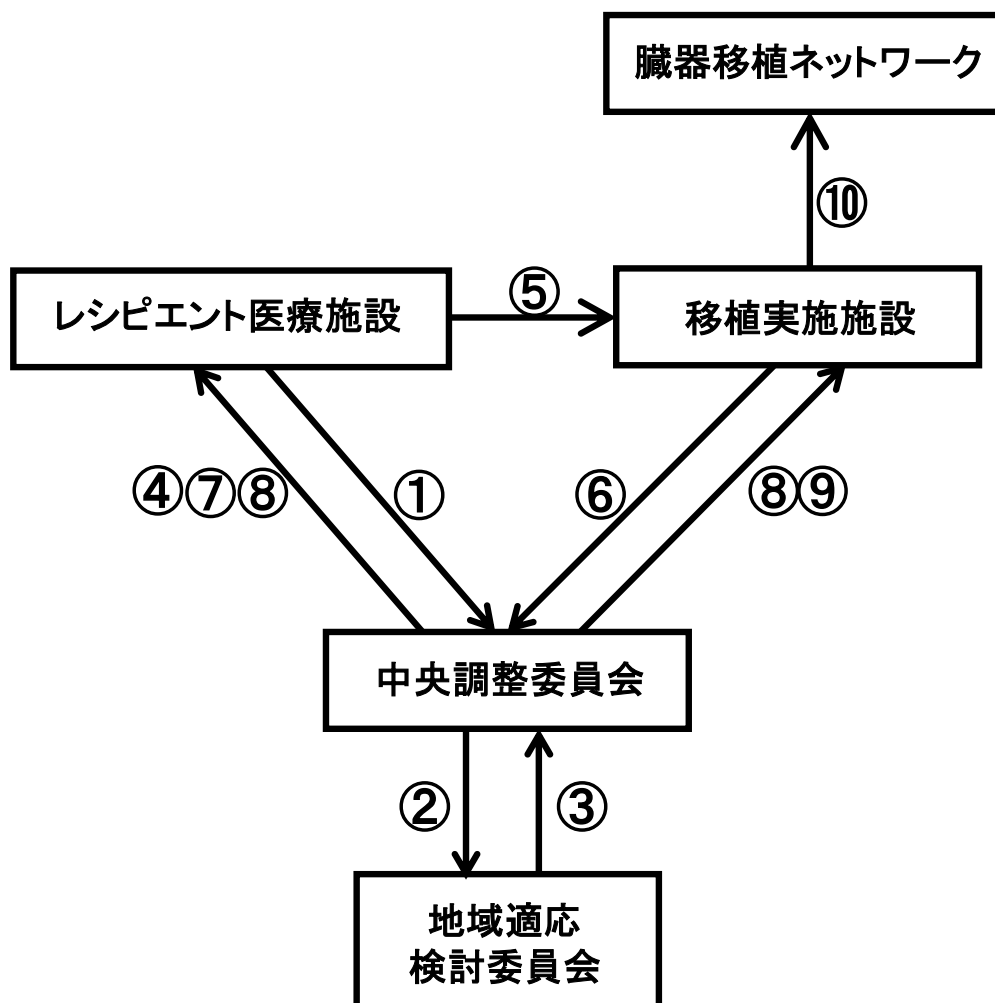 臓器移植ネットワーク
⑩
レシピエント医療施設
⑤
移植実施施設
④⑦⑧
①
⑥
⑧⑨
中央調整委員会
②
③
地域適応
検討委員会